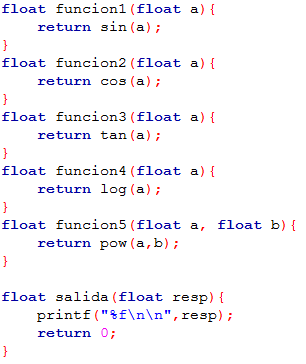 float funcion1(float a){
    return sin(a);
}
float funcion2(float a){
    return cos(a);
}
float funcion3(float a){
    return tan(a);
}
float funcion4(float a){
    return log(a);
}
float funcion5(float a, float b){
    return pow(a,b);
}

float salida(float resp){
    printf("%f\n\n",resp);
    return 0;
}